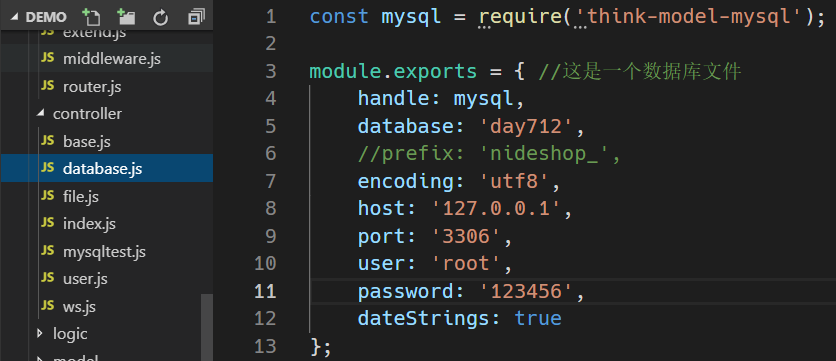 DEMO
extend.js
JS middleware.js
JS router.js
controller
JS base.js
JS database.js
JS file.js
JS index.js
JS mysqltest.js
JS user.js
JS ws.js
logic
model
1 const mysql = require('think-model-mysql');
2
3 module.exports = { //这是一个数据库文件
4 handle: mysql,
5 database: 'day712',
6 //prefix: 'nideshop_',
7 encoding: 'utf8',
8 host: '127.0.0.1',
9 port: '3306',
10 user: 'root',
11 password: '123456',
12 dateStrings: true
13 };